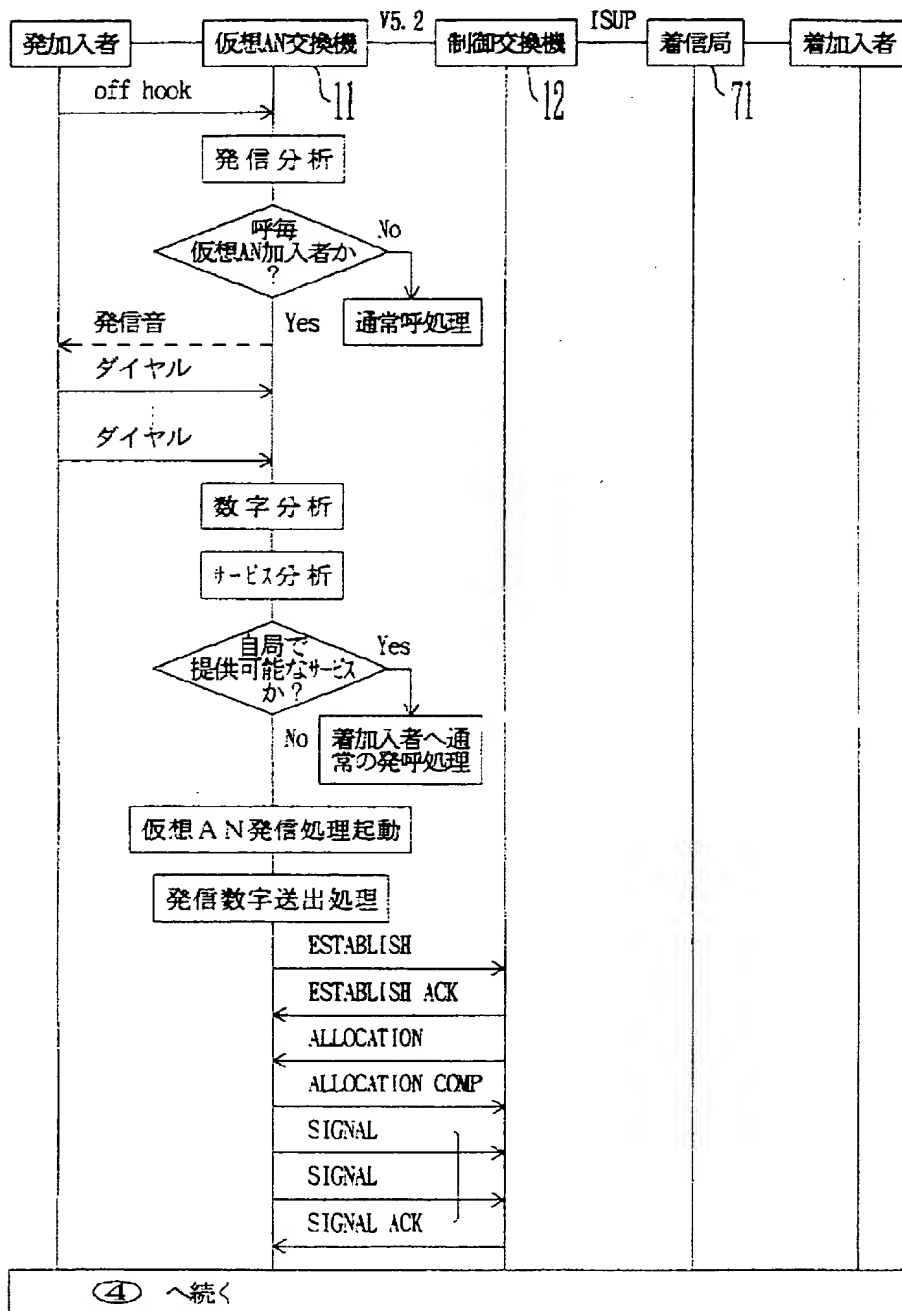 V5.2
ISUP
発加入者
仮想AN交換機
制御交換機
着信局
着加入者
11
12
71
off hook
発信分析
呼毎
仮想AN加入者か
?
No
Yes
通常呼処理
発信音
ダイヤル
ダイヤル
数字分析
サービス分析
自局で
提供可能なサービス
か?
Yes
No
着加入者へ通
常の発呼処理
仮想AN発信処理起動
発信数字送出処理
ESTABLISH
ESTABLISH ACK
ALLOCATION
ALLOCATION COMP
SIGNAL
SIGNAL
SIGNAL ACK
④ へ続く